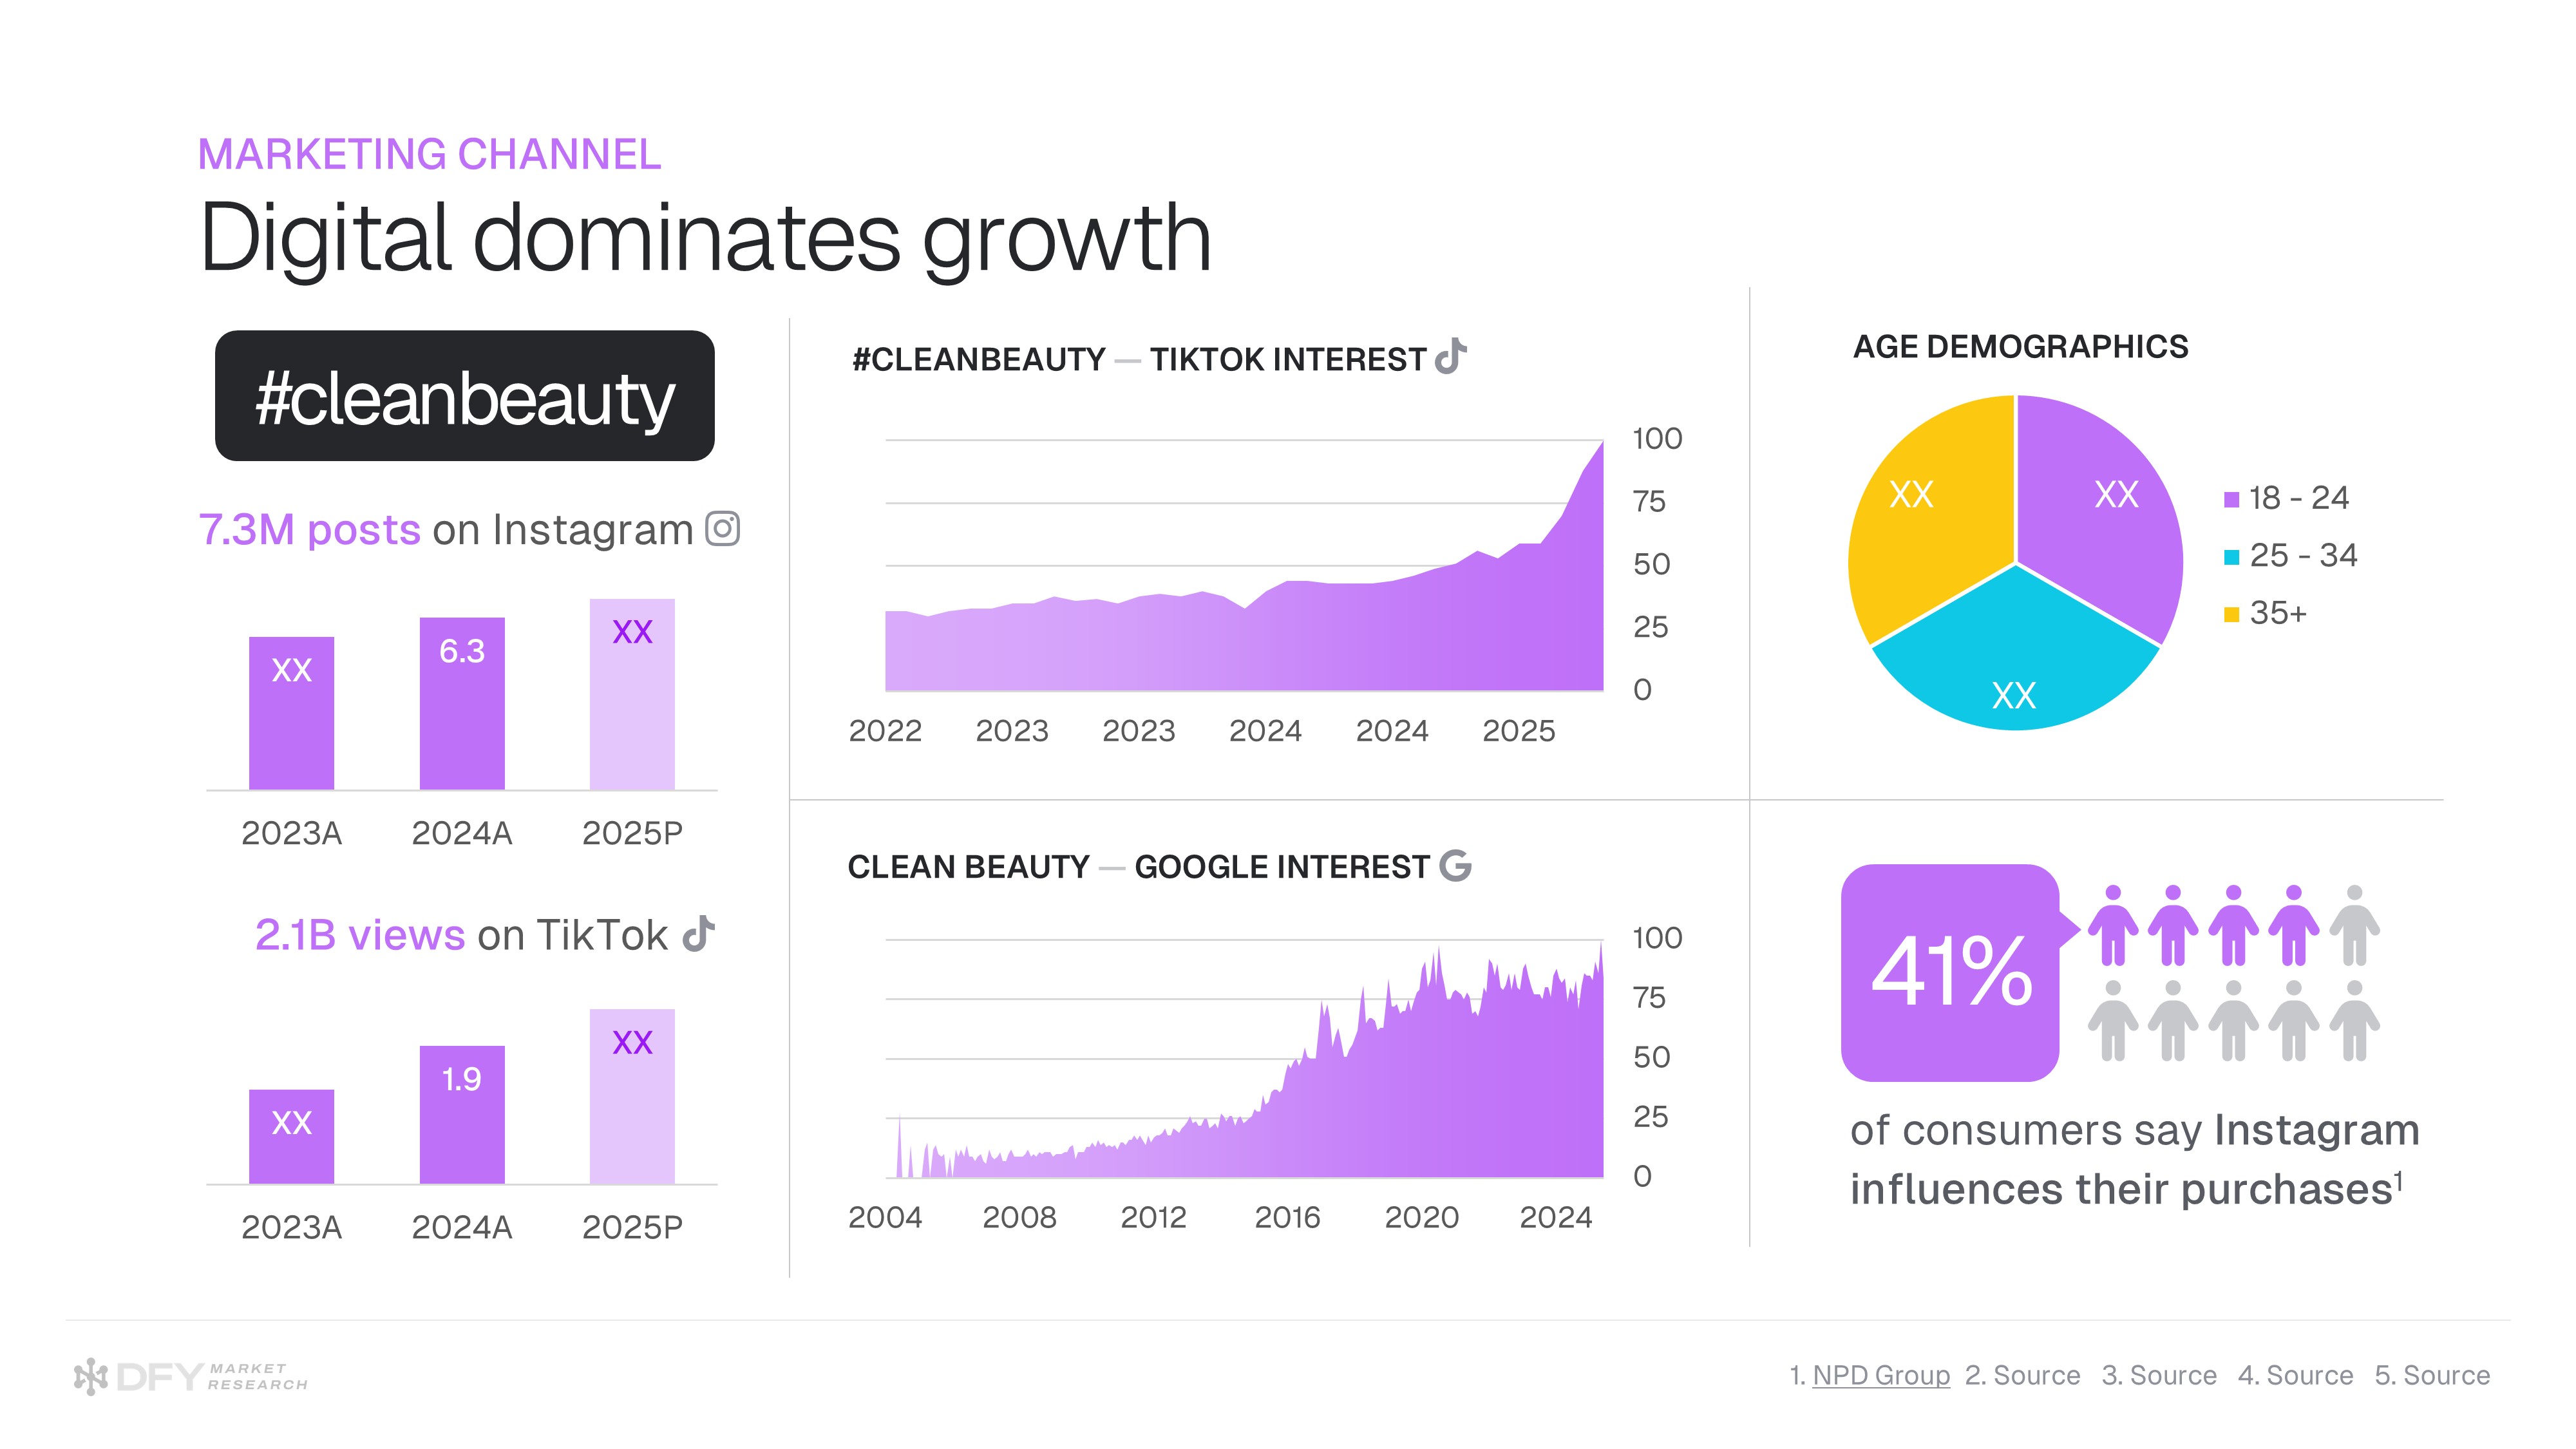 MARKETING CHANNEL
Digital dominates growth
#cleanbeauty
7.3M posts on Instagram
XX
6.3
XX
2023A
2024A
2025P
2.1B views on TikTok
XX
1.9
XX
2023A
2024A
2025P
#CLEANBEAUTY — TIKTOK INTEREST
100
75
50
25
0
2022
2023
2023
2024
2024
2025
CLEAN BEAUTY — GOOGLE INTEREST
100
75
50
25
0
2004
2008
2012
2016
2020
2024
AGE DEMOGRAPHICS
XX
XX
XX
18 - 24
25 - 34
35+
41%
of consumers say Instagram
influences their purchases¹
DFY MARKET
RESEARCH
1. NPD Group 2. Source 3. Source 4. Source 5. Source